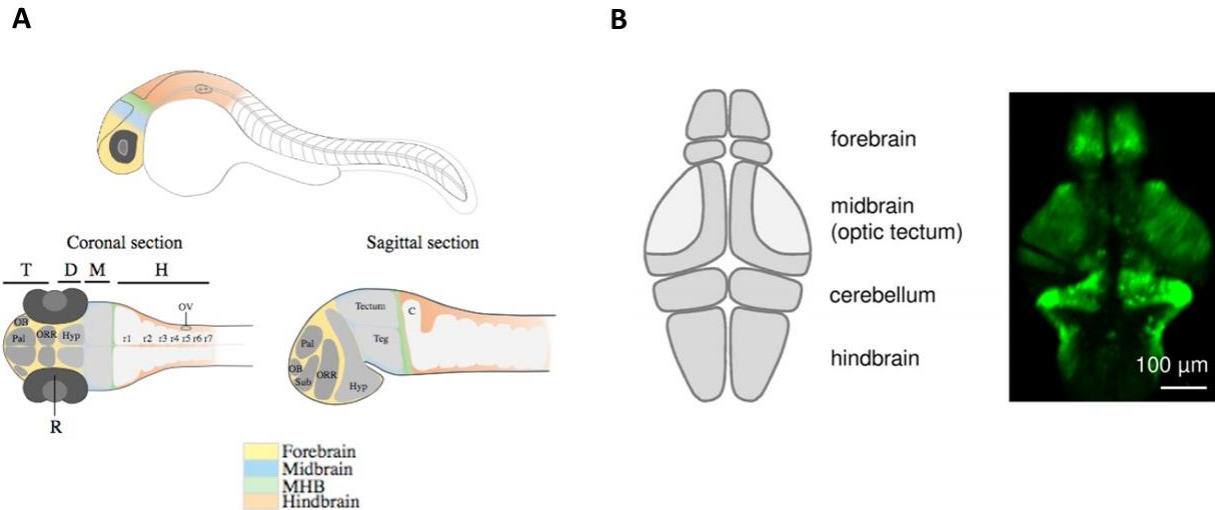 A
B
Coronal section
Sagittal section
T D M H
OV
OB
Pal
ORR
Hyp
r1 r2 r3 r4 r5 r6 r7
R
Tectum
C
Teg
Pal
OB
Sub
ORR
Hyp
Forebrain
Midbrain
MHB
Hindbrain
forebrain
midbrain
(optic tectum)
cerebellum
hindbrain
100 µm